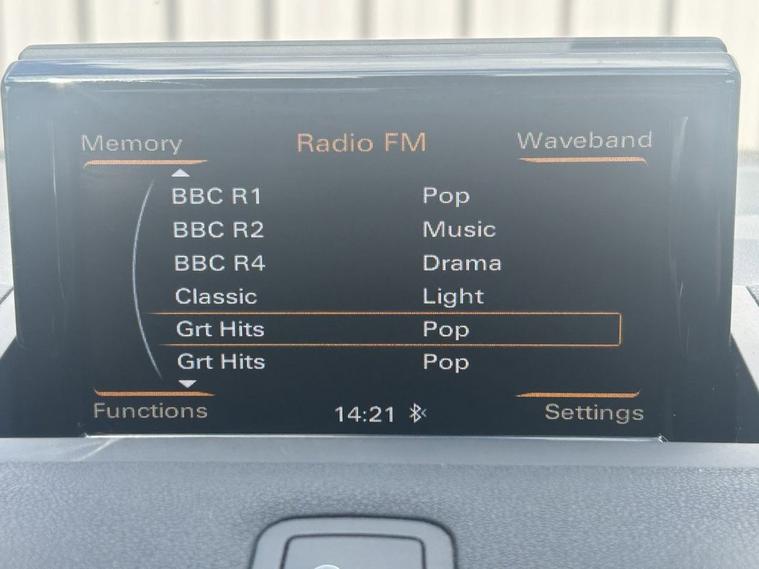 Memory Radio FM Waveband
BBC R1 Pop
BBC R2 Music
BBC R4 Drama
Classic Light
Grt Hits Pop
Grt Hits Pop
Functions 14:21 Settings